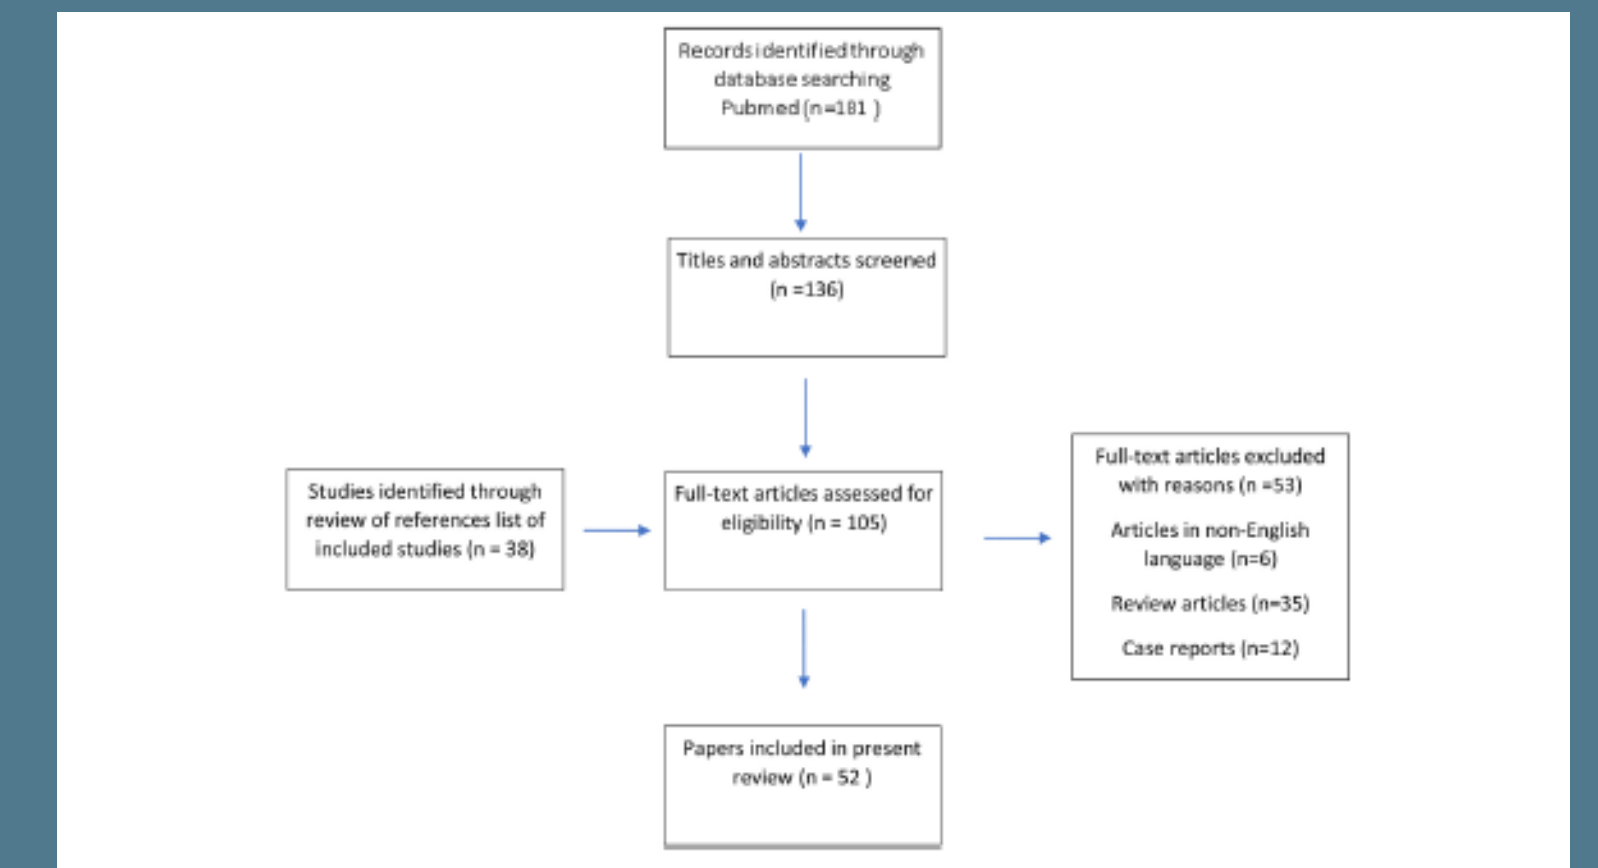 Records identified through
database searching
Pubmed (n=181 )
Titles and abstracts screened
(n =136)
Studies identified through
review of references list of
included studies (n = 38)
Full-text articles assessed for
eligibility (n = 105)
Full-text articles excluded
with reasons (n =53)
Articles in non-English
language (n=6)
Review articles (n=35)
Case reports (n=12)
Papers included in present
review (n = 52 )